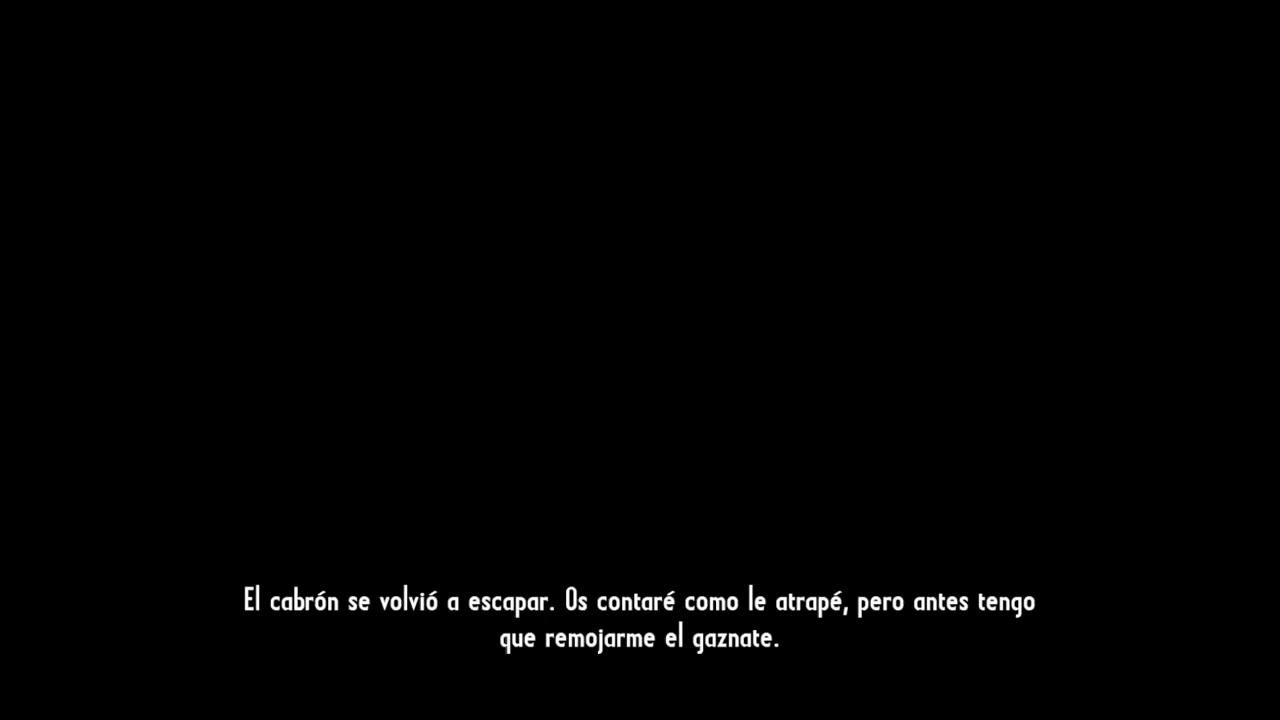 El cabrón se volvió a escapar. Os contaré como le atrapé, pero antes tengo
que remojarme el gaznate.